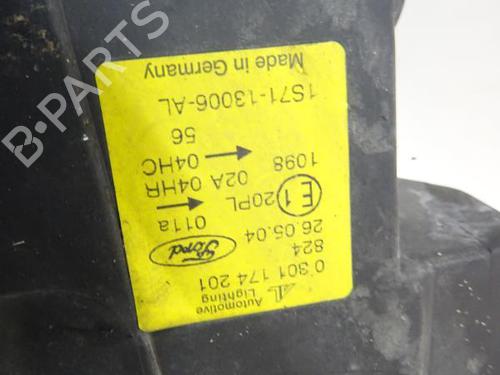 Automotive
Lighting
0 301 174 201
824
26.05.04
Ford
E1
20PL
011a
02A 04HR
1098
04HC
56
1S71-13006-AL
Made in Germany
B-PARTS